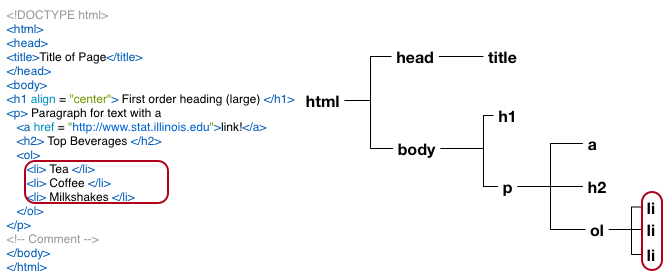 <!DOCTYPE html>
<html>
<head>
<title>Title of Page</title>
</head>
<body>
<h1 align = "center"> First order heading (large) </h1>
<p> Paragraph for text with a
<a href = "http://www.stat.illinois.edu">link!</a>
<h2> Top Beverages </h2>
<ol>
<li> Tea </li>
<li> Coffee </li>
<li> Milkshakes </li>
</ol>
</p>
<!-- Comment -->
</body>
</html>
html
head
title
body
h1
p
a
h2
ol
li
li
li